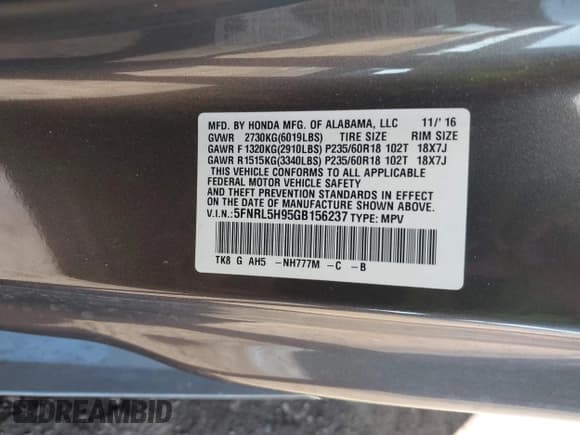 MFD. BY HONDA MFG. OF ALABAMA, LLC 11/'16
GVWR 2730KG(6019LBS) TIRE SIZE RIM SIZE
GAWR F 1320KG(2910LBS) P235/60R18 102T 18X7J
GAWR R1515KG(3340LBS) P235/60R18 102T 18X7J
THIS VEHICLE CONFORMS TO ALL APPLICABLE
FEDERAL MOTOR VEHICLE SAFETY
AND THEFT PREVENTION STANDARDS IN EFFECT
ON THE DATE OF MANUFACTURE SHOWN ABOVE.
V.I.N.: 5FNRL5H95GB156237 TYPE: MPV
TK8 G AH5 -NH777M -C -B
DREAMBID